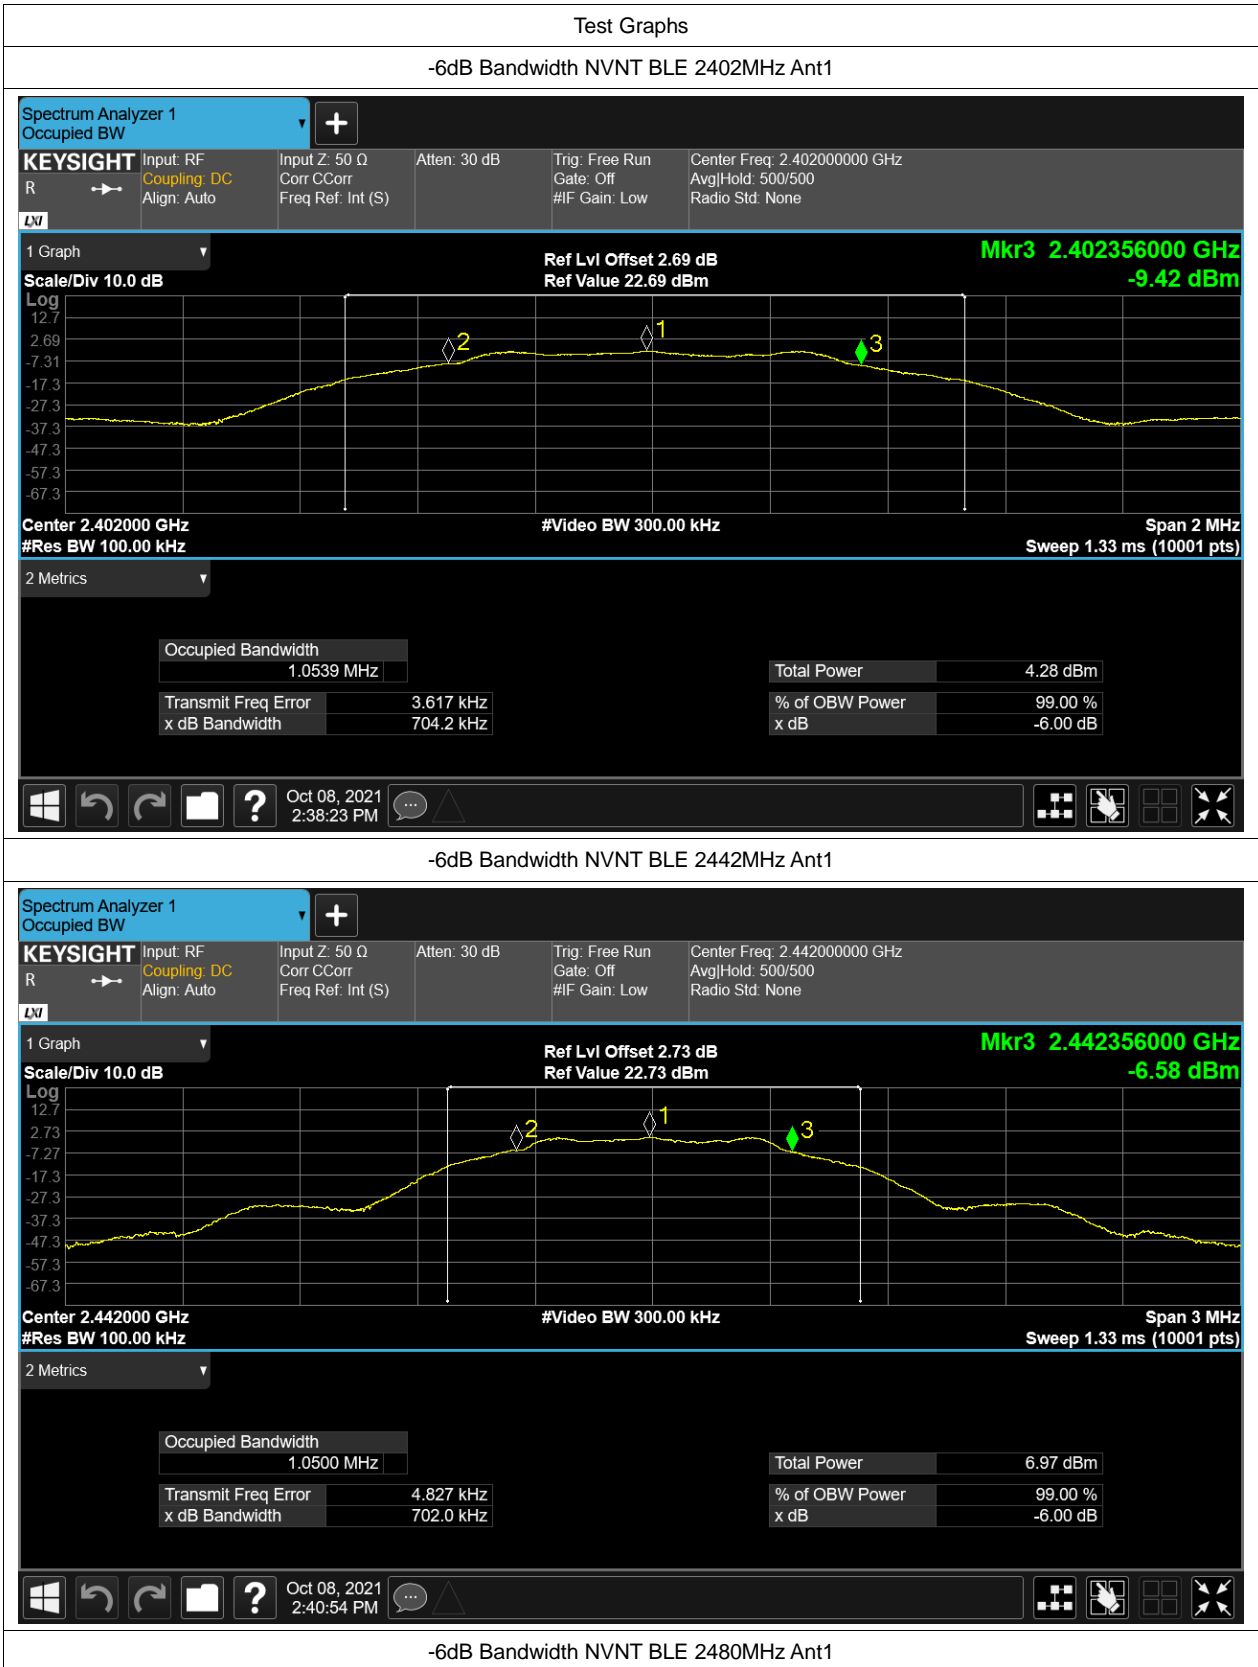 Test Graphs
-6dB Bandwidth NVNT BLE 2402MHz Ant1
Spectrum Analyzer 1
Occupied BW
KEYSIGHT
R
LXI
Input: RF
Coupling: DC
Align: Auto
Input Z: 50 Ω
Corr CCorr
Freq Ref: Int (S)
Atten: 30 dB
Trig: Free Run
Gate: Off
#IF Gain: Low
Center Freq: 2.402000000 GHz
Avg|Hold: 500/500
Radio Std: None
1 Graph
Scale/Div 10.0 dB
Ref Lvl Offset 2.69 dB
Ref Value 22.69 dBm
Mkr3 2.402356000 GHz
-9.42 dBm
Log
12.7
2.69
-7.31
-17.3
-27.3
-37.3
-47.3
-57.3
-67.3
2
1
3
Center 2.402000 GHz
#Video BW 300.00 kHz
Span 2 MHz
#Res BW 100.00 kHz
Sweep 1.33 ms (10001 pts)
2 Metrics
Occupied Bandwidth
1.0539 MHz
Total Power 4.28 dBm
Transmit Freq Error 3.617 kHz
% of OBW Power 99.00 %
x dB Bandwidth 704.2 kHz
x dB -6.00 dB
Oct 08, 2021
2:38:23 PM
-6dB Bandwidth NVNT BLE 2442MHz Ant1
Spectrum Analyzer 1
Occupied BW
KEYSIGHT
R
LXI
Input: RF
Coupling: DC
Align: Auto
Input Z: 50 Ω
Corr CCorr
Freq Ref: Int (S)
Atten: 30 dB
Trig: Free Run
Gate: Off
#IF Gain: Low
Center Freq: 2.442000000 GHz
Avg|Hold: 500/500
Radio Std: None
1 Graph
Scale/Div 10.0 dB
Ref Lvl Offset 2.73 dB
Ref Value 22.73 dBm
Mkr3 2.442356000 GHz
-6.58 dBm
Log
12.7
2.73
-7.27
-17.3
-27.3
-37.3
-47.3
-57.3
-67.3
2
1
3
Center 2.442000 GHz
#Video BW 300.00 kHz
Span 3 MHz
#Res BW 100.00 kHz
Sweep 1.33 ms (10001 pts)
2 Metrics
Occupied Bandwidth
1.0500 MHz
Total Power 6.97 dBm
Transmit Freq Error 4.827 kHz
% of OBW Power 99.00 %
x dB Bandwidth 702.0 kHz
x dB -6.00 dB
Oct 08, 2021
2:40:54 PM
-6dB Bandwidth NVNT BLE 2480MHz Ant1